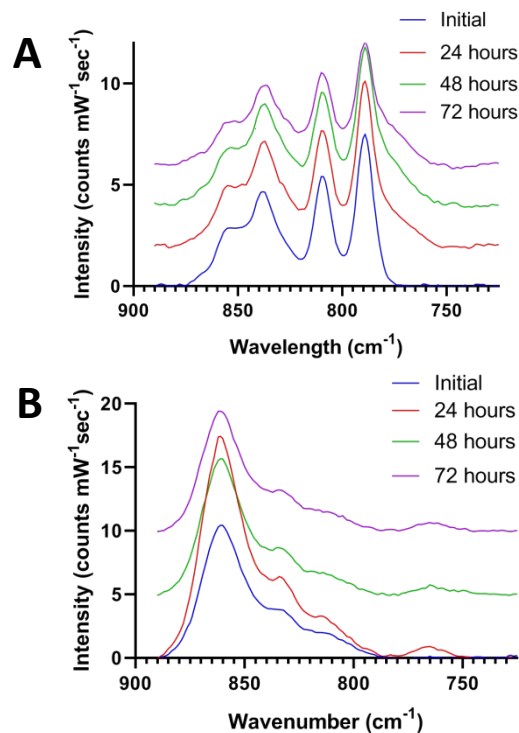 A
Initial
24 hours
48 hours
72 hours
Intensity (counts mW⁻¹sec⁻¹)
10
5
0
900
850
800
750
Wavelength (cm⁻¹)
B
Initial
24 hours
48 hours
72 hours
Intensity (counts mW⁻¹sec⁻¹)
20
15
10
5
0
900
850
800
750
Wavenumber (cm⁻¹)